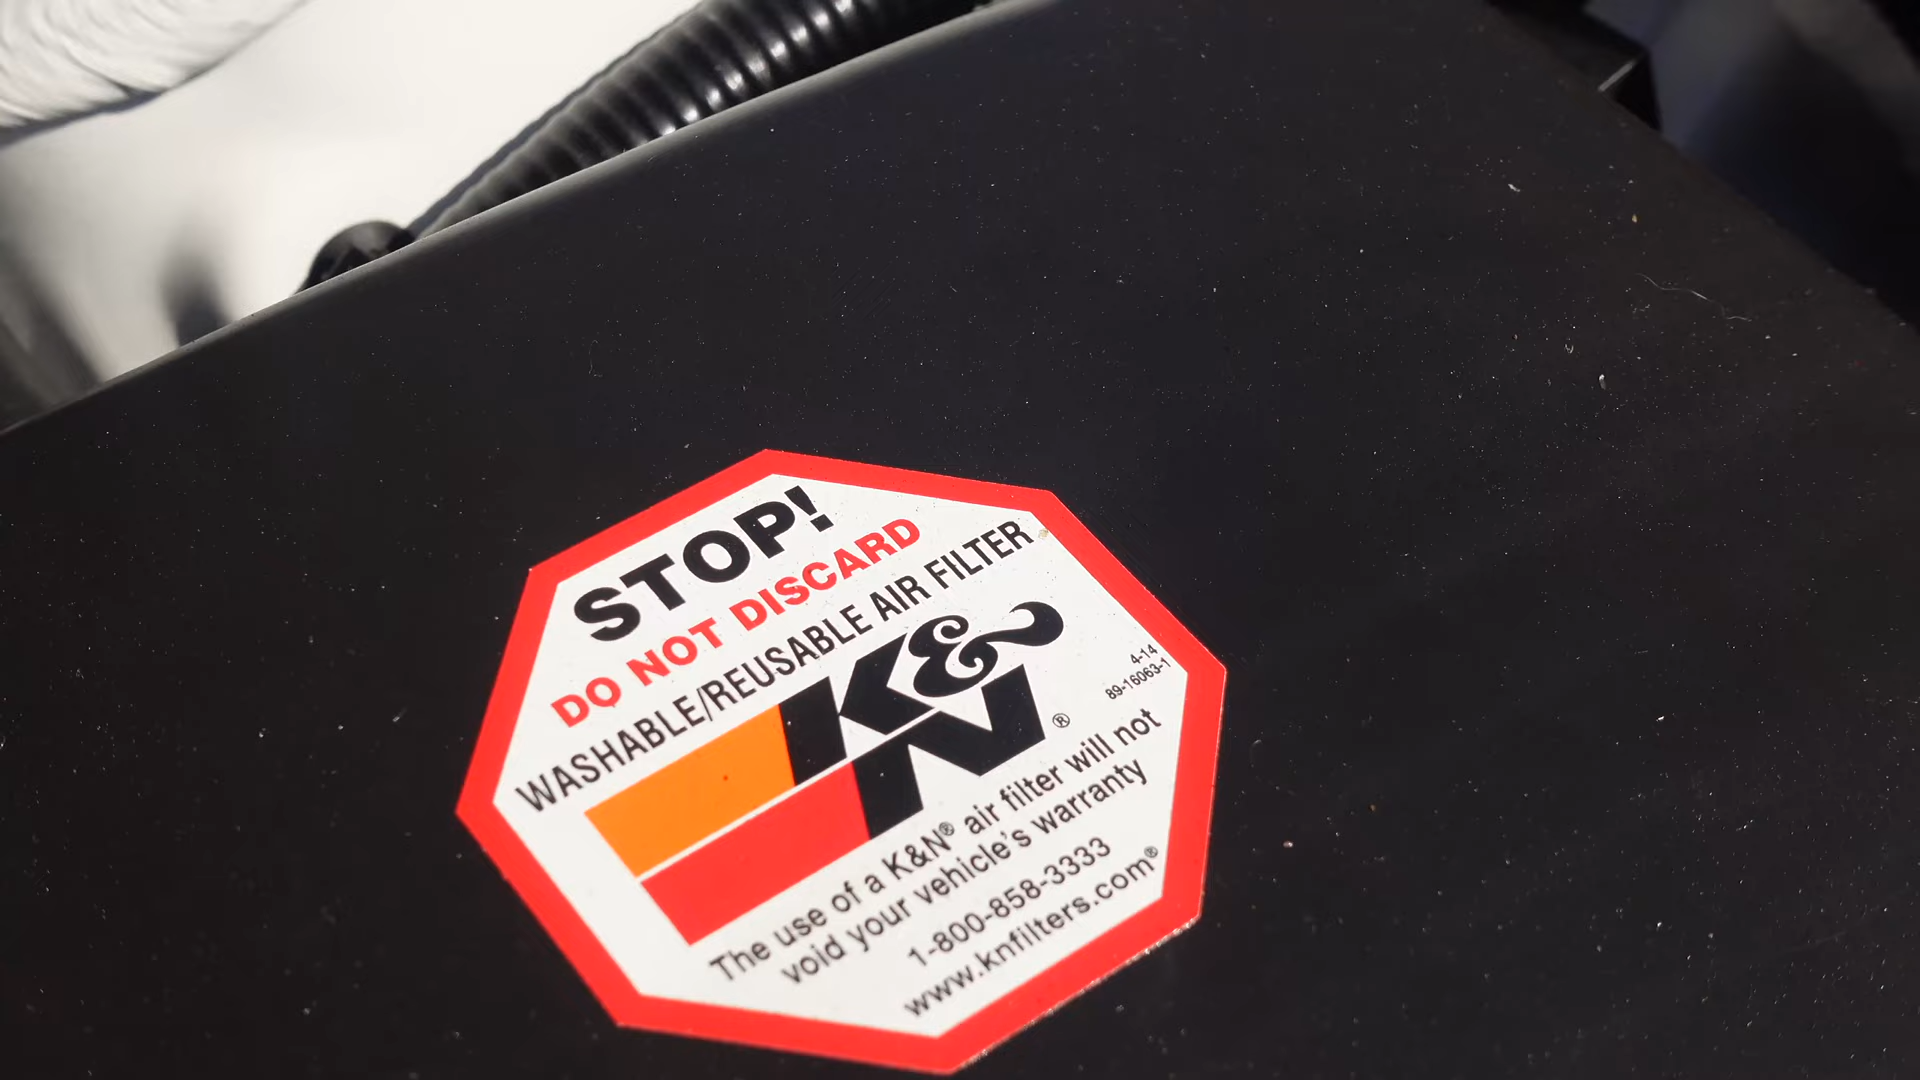 STOP!
DO NOT DISCARD
WASHABLE/REUSABLE AIR FILTER
K&N®
4-14
89-16063-1
The use of a K&N® air filter will not
void your vehicle's warranty
1-800-858-3333
www.knfilters.com®